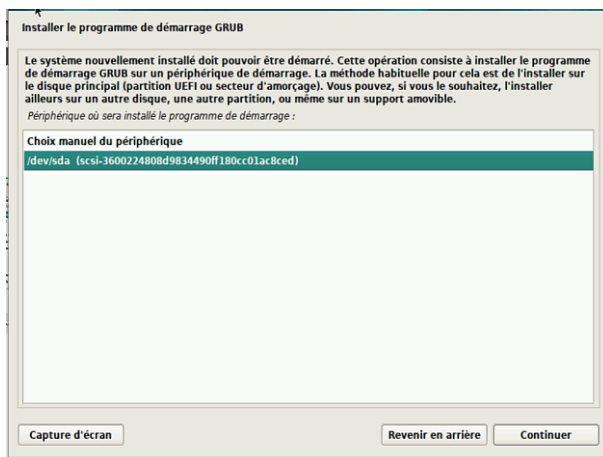 Installer le programme de démarrage GRUB
Le système nouvellement installé doit pouvoir être démarré. Cette opération consiste à installer le programme
de démarrage GRUB sur un périphérique de démarrage. La méthode habituelle pour cela est de l'installer sur
le disque principal (partition UEFI ou secteur d'amorçage). Vous pouvez, si vous le souhaitez, l'installer
ailleurs sur un autre disque, une autre partition, ou même sur un support amovible.
Périphérique où sera installé le programme de démarrage :
Choix manuel du périphérique
/dev/sda (scsi-3600224808d9834490ff180cc01ac8ced)
Capture d'écran
Revenir en arrière
Continuer